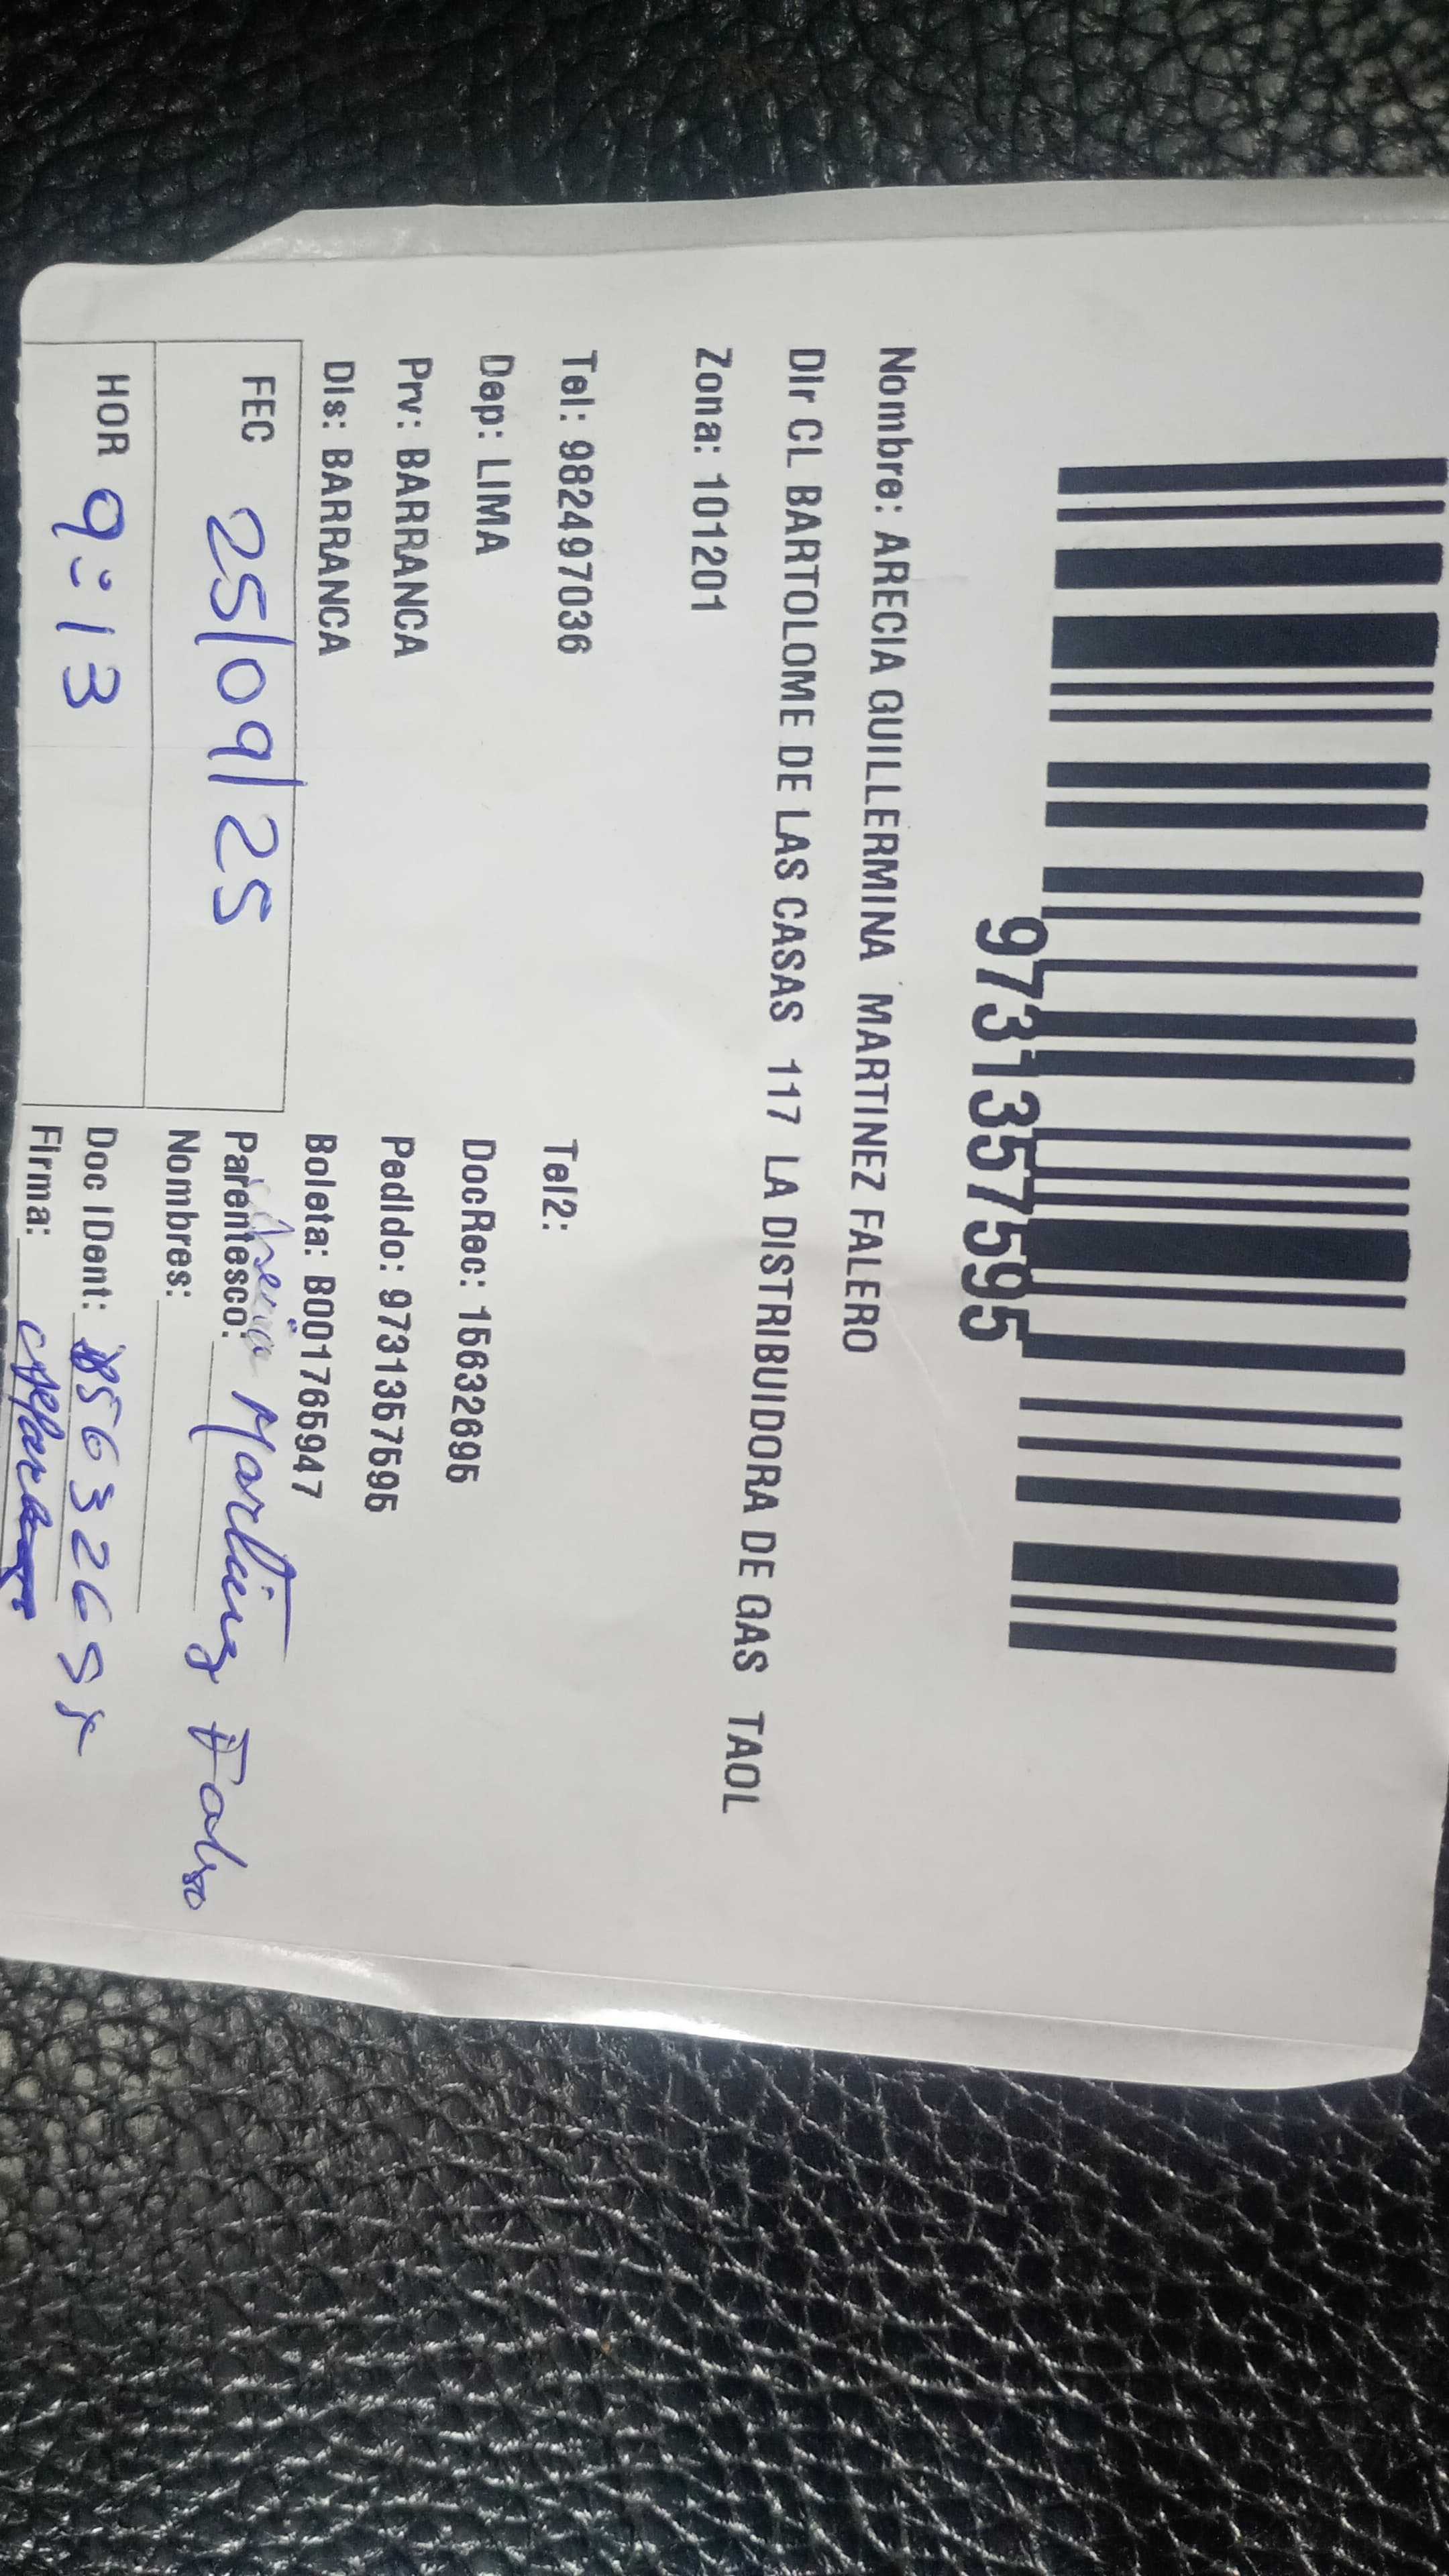 9731357595
Nombre: ARECIA GUILLERMINA MARTINEZ FALERO
Dir CL BARTOLOME DE LAS CASAS 117 LA DISTRIBUIDORA DE GAS TAOL
Zona: 101201
Tel: 982497036 Tel2:
Dep: LIMA DocRec: 15632695
Prv: BARRANCA Pedido: 9731357595
Dis: BARRANCA Boleta: B001765947
FEC 25/09/25 Parentesco: Martinez Falero
Nombres:
HOR 9:13 Doc IDent:
Firma: